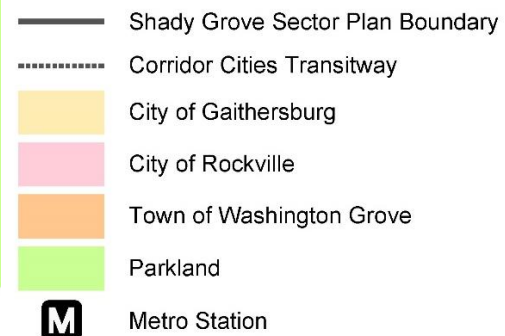 Shady Grove Sector Plan Boundary
Corridor Cities Transitway
City of Gaithersburg
City of Rockville
Town of Washington Grove
Parkland
M Metro Station